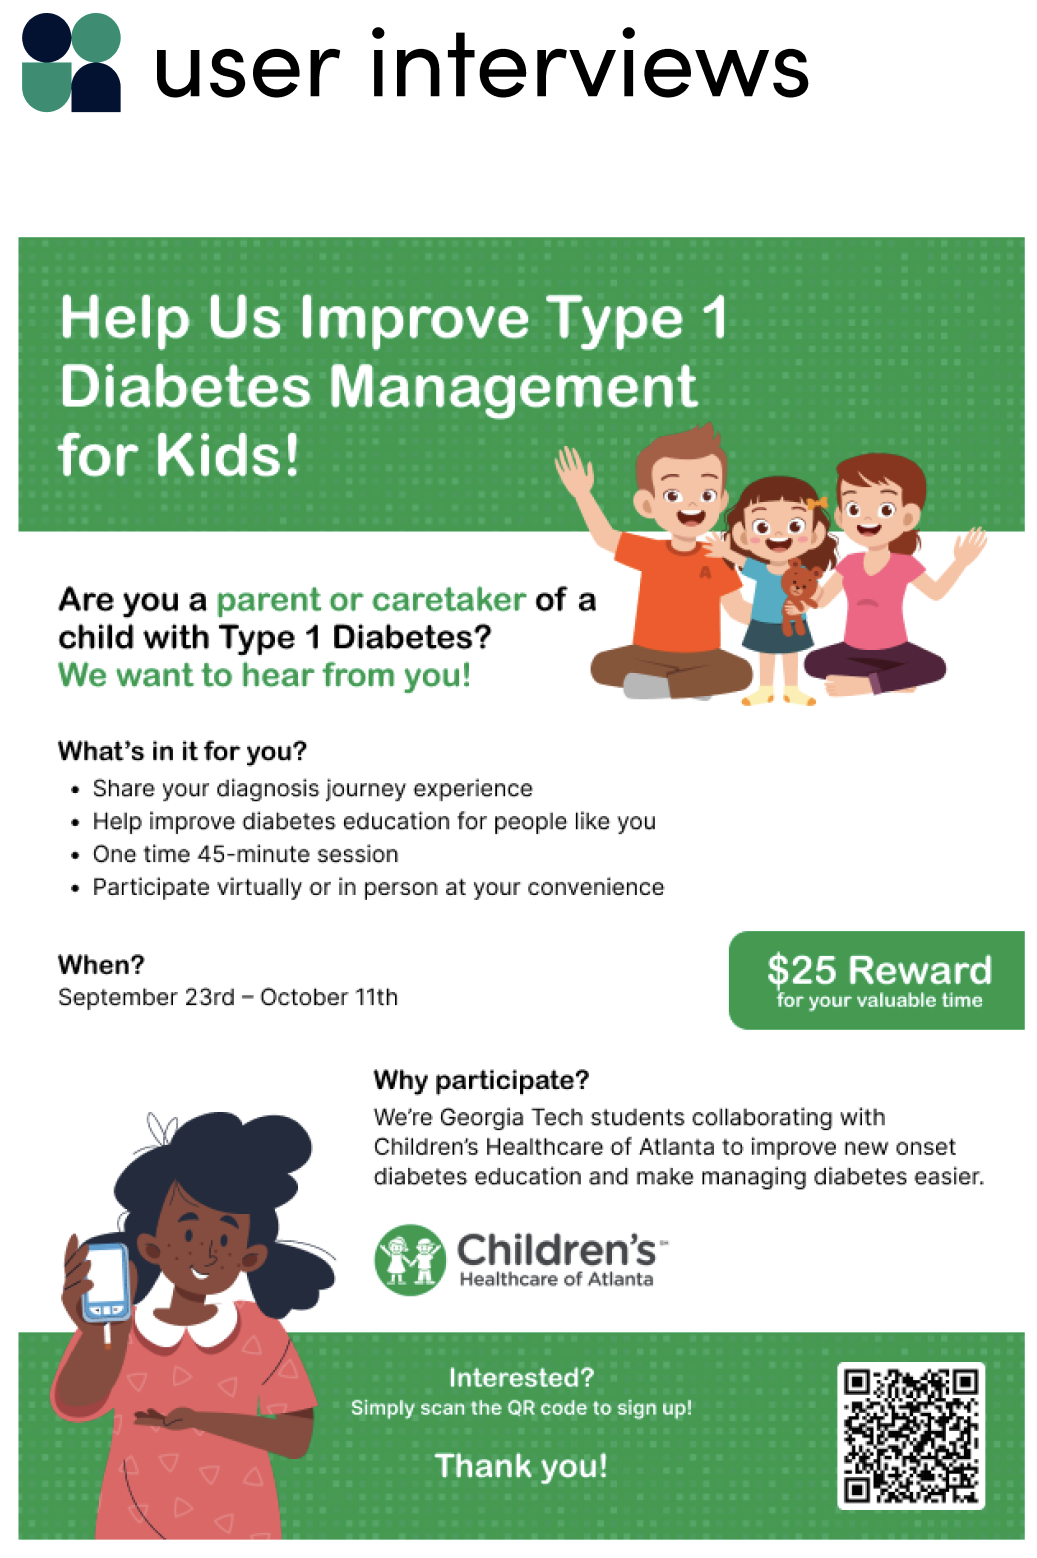 user interviews
Help Us Improve Type 1
Diabetes Management
for Kids!
A
Are you a parent or caretaker of a
child with Type 1 Diabetes?
We want to hear from you!
What's in it for you?
• Share your diagnosis journey experience
• Help improve diabetes education for people like you
• One time 45-minute session
• Participate virtually or in person at your convenience
When?
September 23rd – October 11th
$25 Reward
for your valuable time
Why participate?
We're Georgia Tech students collaborating with
Children's Healthcare of Atlanta to improve new onset
diabetes education and make managing diabetes easier.
Children's
Healthcare of Atlanta
Interested?
Simply scan the QR code to sign up!
Thank you!